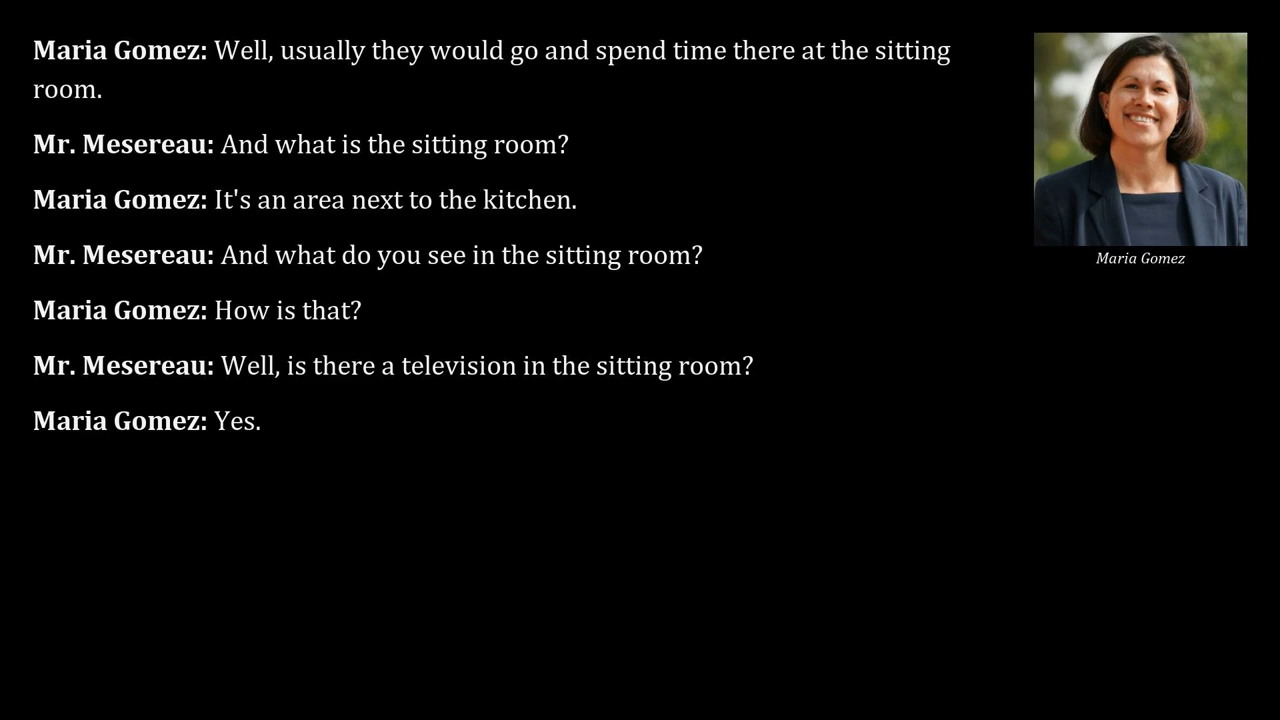 Maria Gomez: Well, usually they would go and spend time there at the sitting
room.
Mr. Mesereau: And what is the sitting room?
Maria Gomez: It's an area next to the kitchen.
Mr. Mesereau: And what do you see in the sitting room?
Maria Gomez: How is that?
Mr. Mesereau: Well, is there a television in the sitting room?
Maria Gomez: Yes.
Maria Gomez